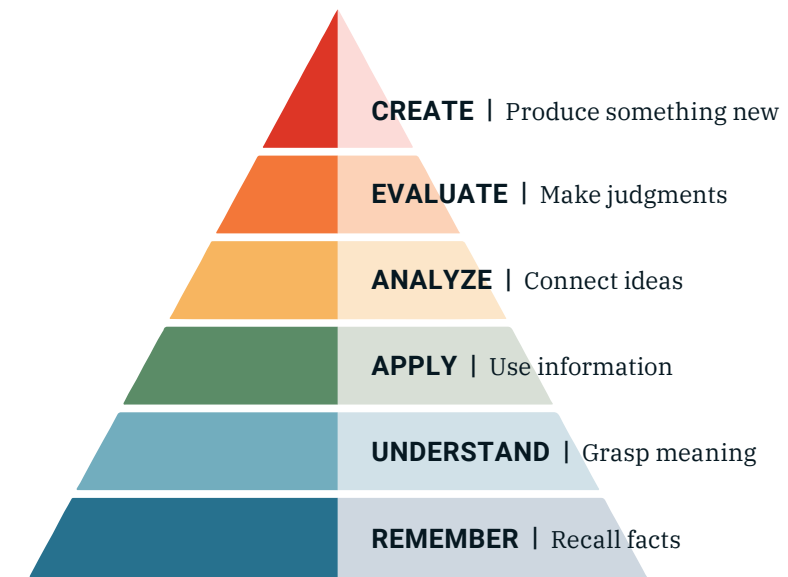 CREATE | Produce something new
EVALUATE | Make judgments
ANALYZE | Connect ideas
APPLY | Use information
UNDERSTAND | Grasp meaning
REMEMBER | Recall facts